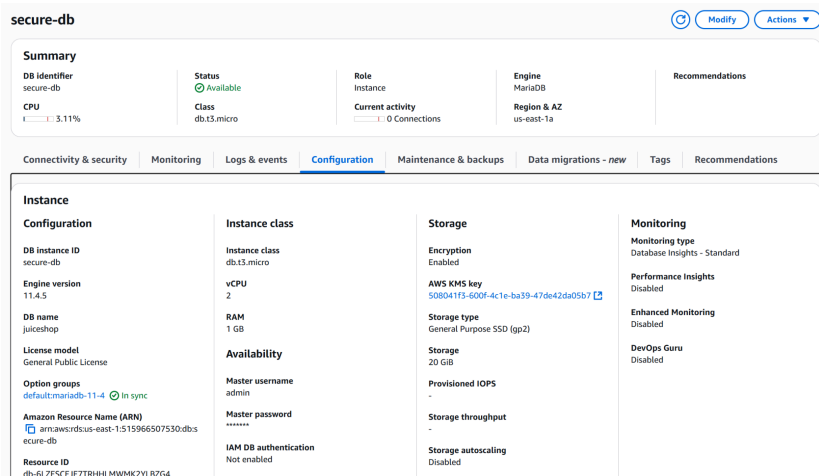 secure-db
Modify
Actions
Summary
DB identifier
secure-db
Status
Available
Role
Instance
Engine
MariaDB
Recommendations
CPU
3.11%
Class
db.t3.micro
Current activity
0 Connections
Region & AZ
us-east-1a
Connectivity & security
Monitoring
Logs & events
Configuration
Maintenance & backups
Data migrations - new
Tags
Recommendations
Instance
Configuration
DB instance ID
secure-db
Engine version
11.4.5
DB name
juiceshop
License model
General Public License
Option groups
default:mariadb-11-4 In sync
Amazon Resource Name (ARN)
arn:aws:rds:us-east-1:515966507530:db:s
ecure-db
Resource ID
Instance class
Instance class
db.t3.micro
vCPU
2
RAM
1 GB
Availability
Master username
admin
Master password
*******
IAM DB authentication
Not enabled
Storage
Encryption
Enabled
AWS KMS key
508041f3-600f-4c1e-ba39-47de42da05b7
Storage type
General Purpose SSD (gp2)
Storage
20 GiB
Provisioned IOPS
-
Storage throughput
-
Storage autoscaling
Disabled
Monitoring
Monitoring type
Database Insights - Standard
Performance Insights
Disabled
Enhanced Monitoring
Disabled
DevOps Guru
Disabled